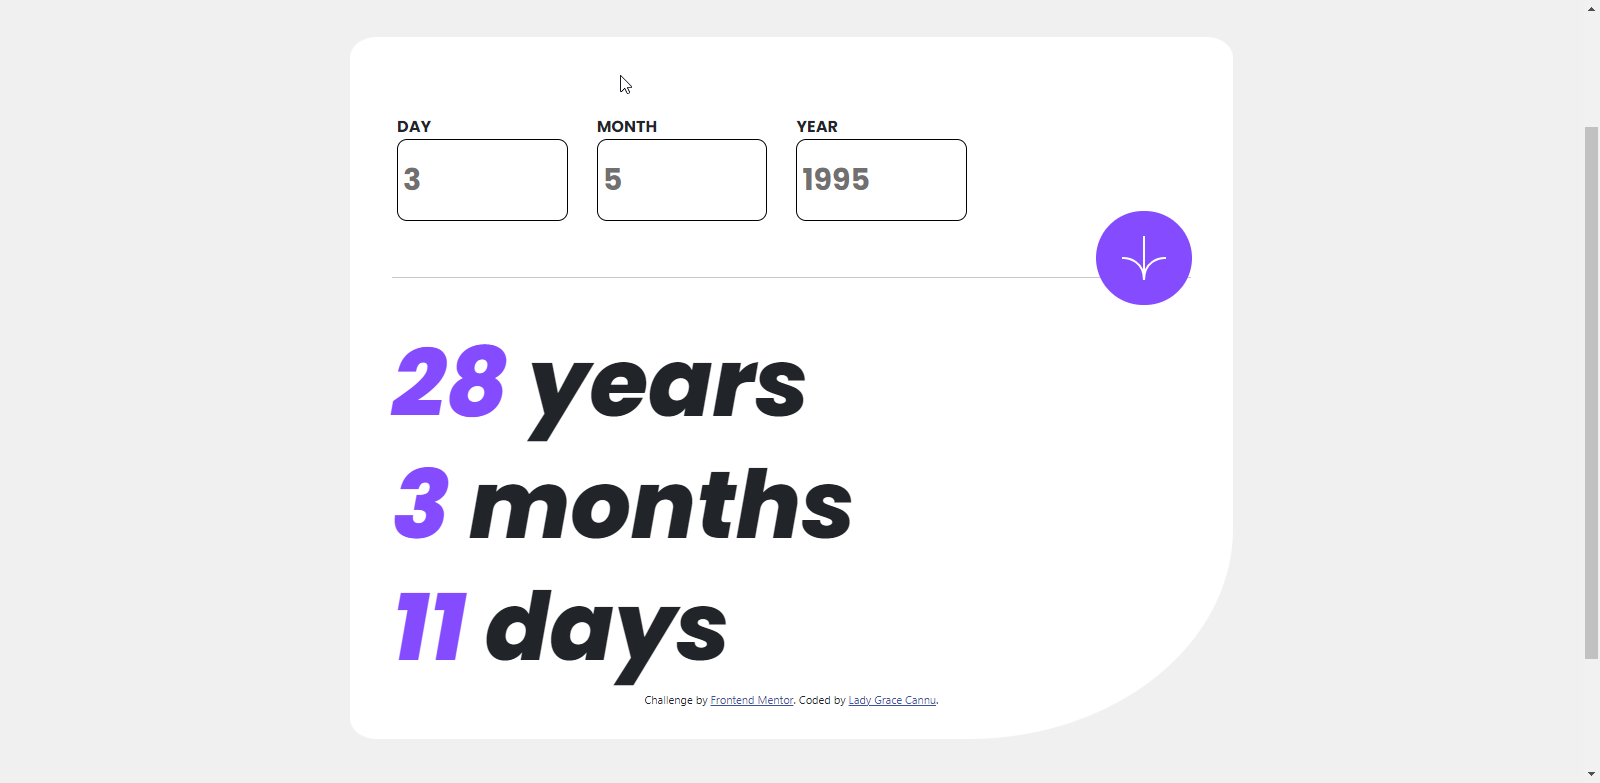 DAY MONTH YEAR
3 5 1995
28 years
3 months
11 days
Challenge by Frontend Mentor. Coded by Lady Grace Cannu.